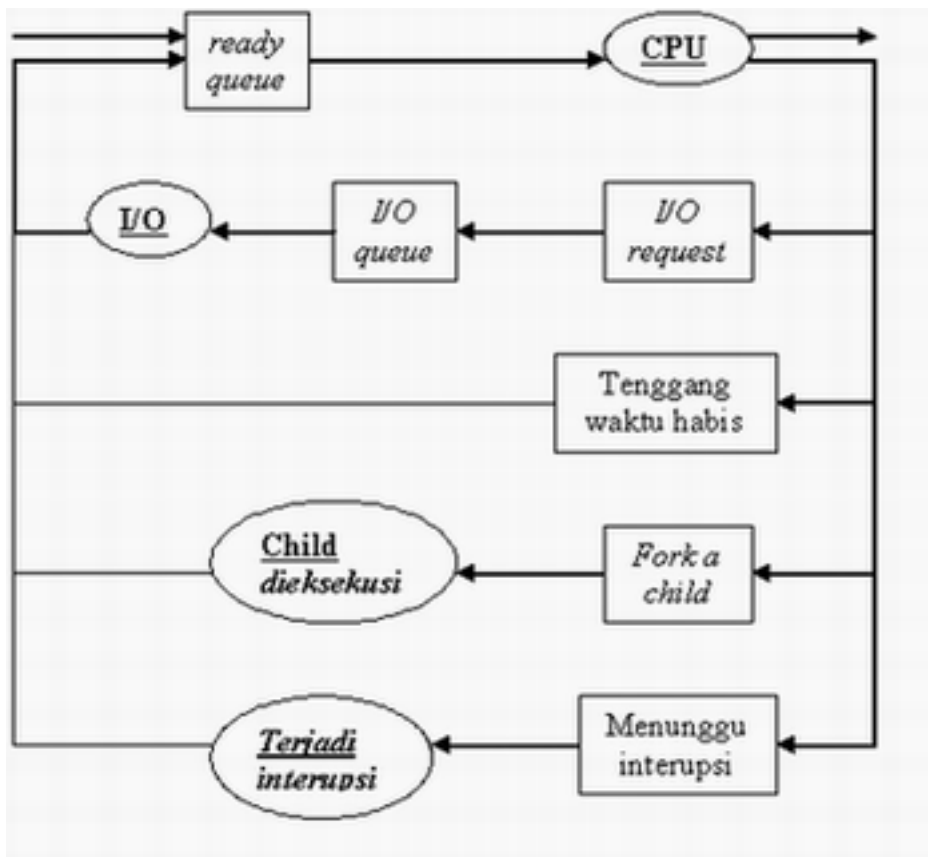 ready
queue
CPU
I/O
I/O
queue
I/O
request
Tenggang
waktu habis
Child
dieksekusi
Fork a
child
Terjadi
interupsi
Menunggu
interupsi